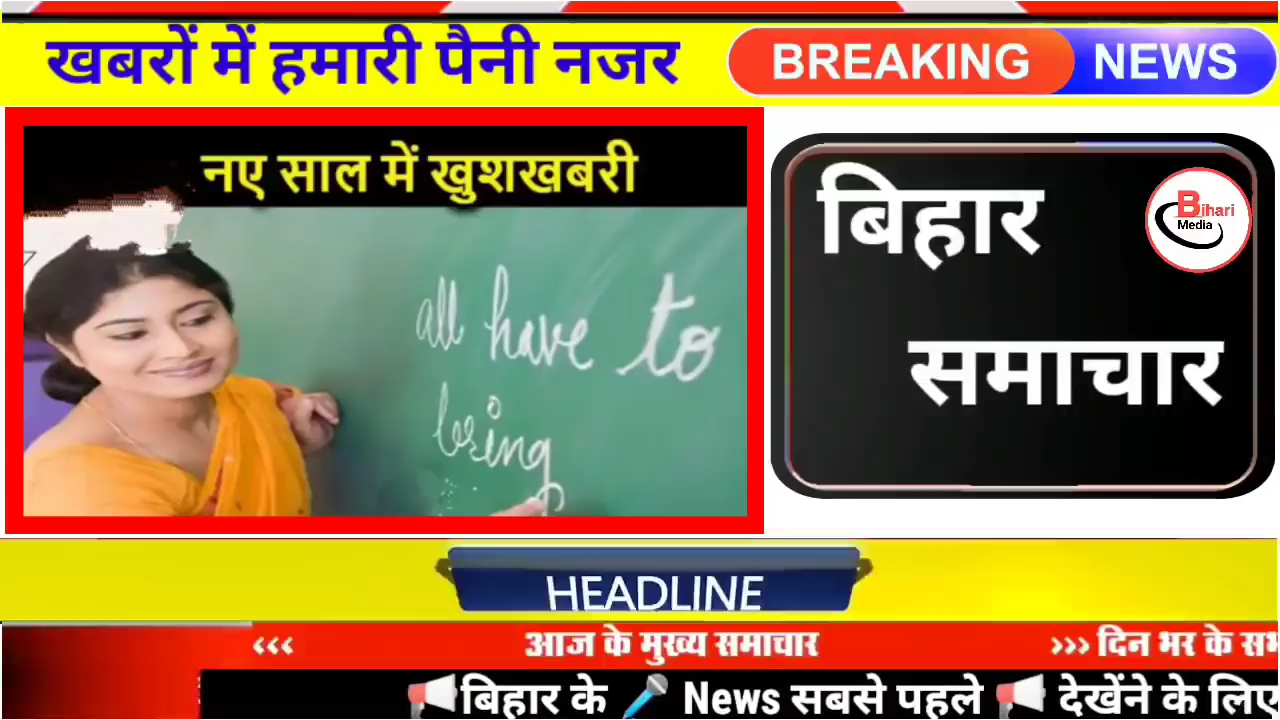 खबरों में हमारी पैनी नजर
BREAKING NEWS
नए साल में खुशखबरी
all have to
bring
बिहार
समाचार
Bihari
Media
HEADLINE
<<< आज के मुख्य समाचार >>> दिन भर के सभ
बिहार के News सबसे पहले देखेंने के लिए